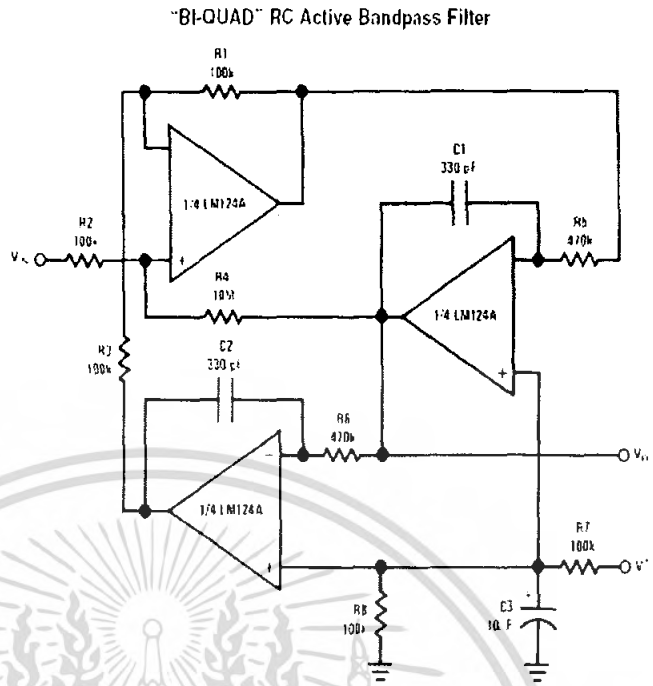 "BI-QUAD" RC Active Bandpass Filter
R1
100k
C1
330 pF
1/4 LM124A
R2
R5
470k
+
R4
1/4 LM124A
R3
100k
C2
330 pF
+
R6
470k
-
1/4 LM124A
R7
100k
V+
+
R8
100k
C3
+